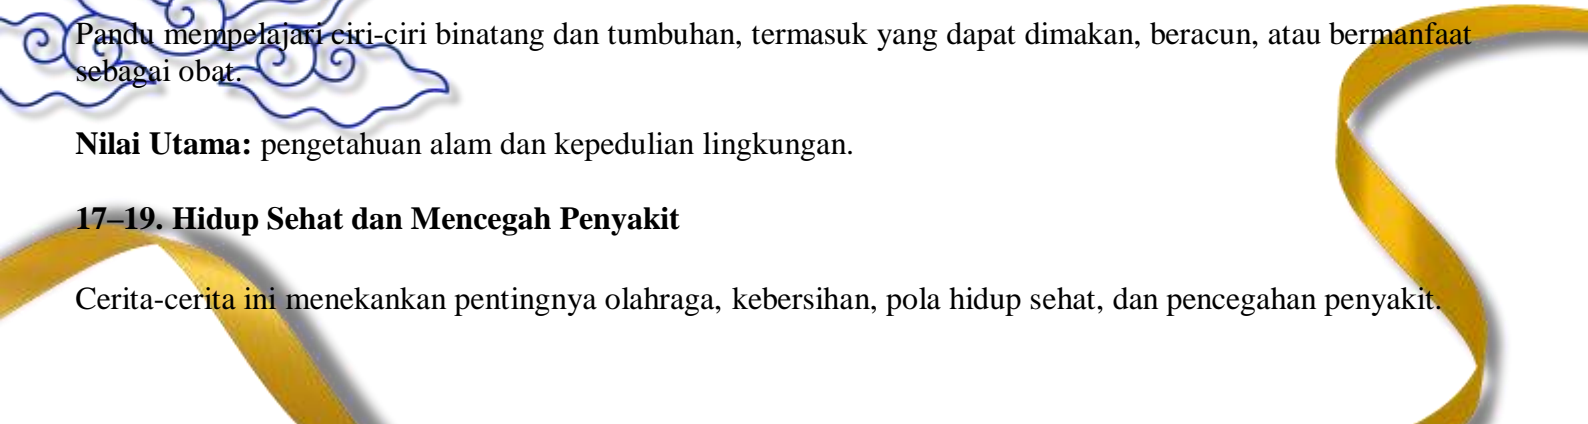 Pandu mempelajari ciri-ciri binatang dan tumbuhan, termasuk yang dapat dimakan, beracun, atau bermanfaat
sebagai obat.
Nilai Utama: pengetahuan alam dan kepedulian lingkungan.
17–19. Hidup Sehat dan Mencegah Penyakit
Cerita-cerita ini menekankan pentingnya olahraga, kebersihan, pola hidup sehat, dan pencegahan penyakit.